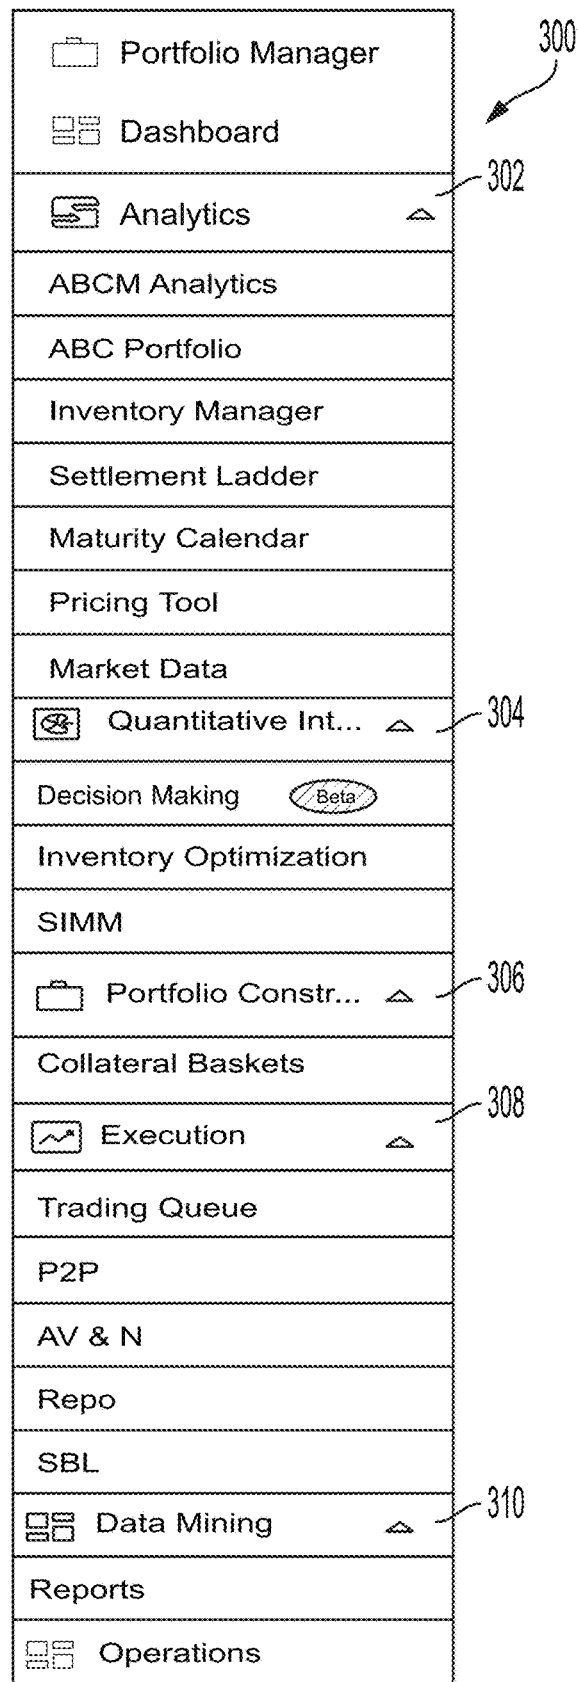 Portfolio Manager
300
Dashboard
302
Analytics
ABCM Analytics
ABC Portfolio
Inventory Manager
Settlement Ladder
Maturity Calendar
Pricing Tool
Market Data
Quantitative Int...
304
Decision Making Beta
Inventory Optimization
SIMM
Portfolio Constr...
306
Collateral Baskets
308
Execution
Trading Queue
P2P
AV & N
Repo
SBL
Data Mining
310
Reports
Operations